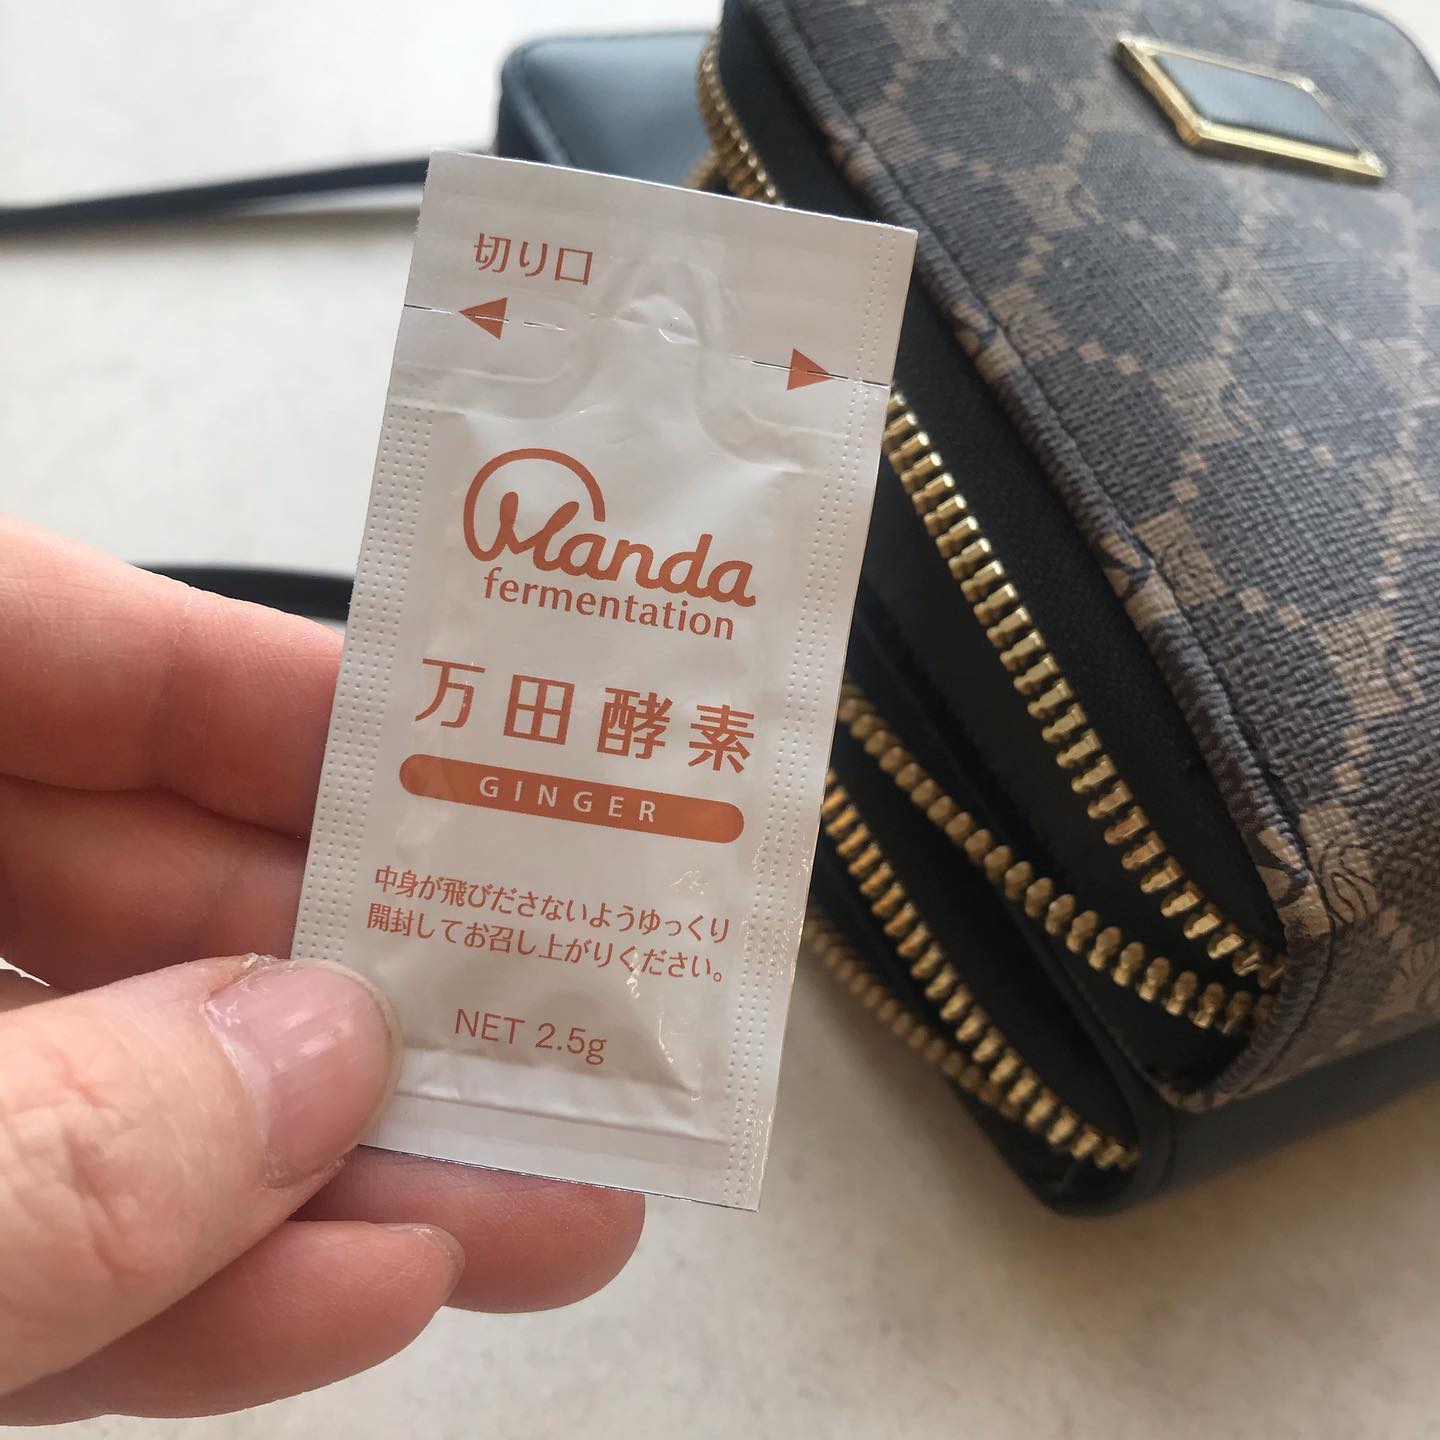 切り口
Manda
fermentation
万田酵素
GINGER
中身が飛びださないようゆっくり
開封してお召し上がりください。
NET 2.5g